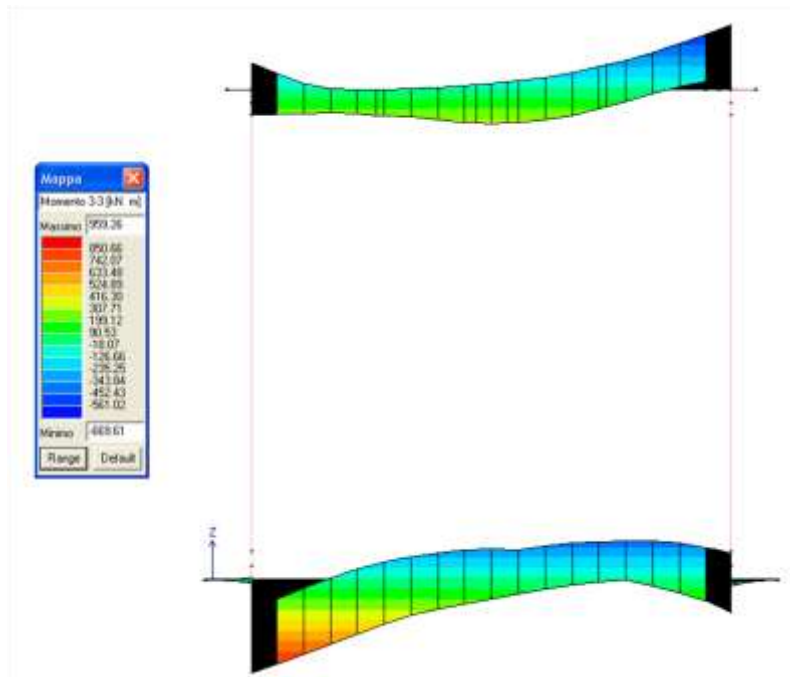 Mappa
Momento 3-3 [kN m]
Massimo 959.26
850.66
742.07
633.48
524.89
416.30
307.71
199.12
90.53
-18.07
-126.66
-235.25
-343.84
-452.43
-561.02
Minimo -669.61
Range Default
Z